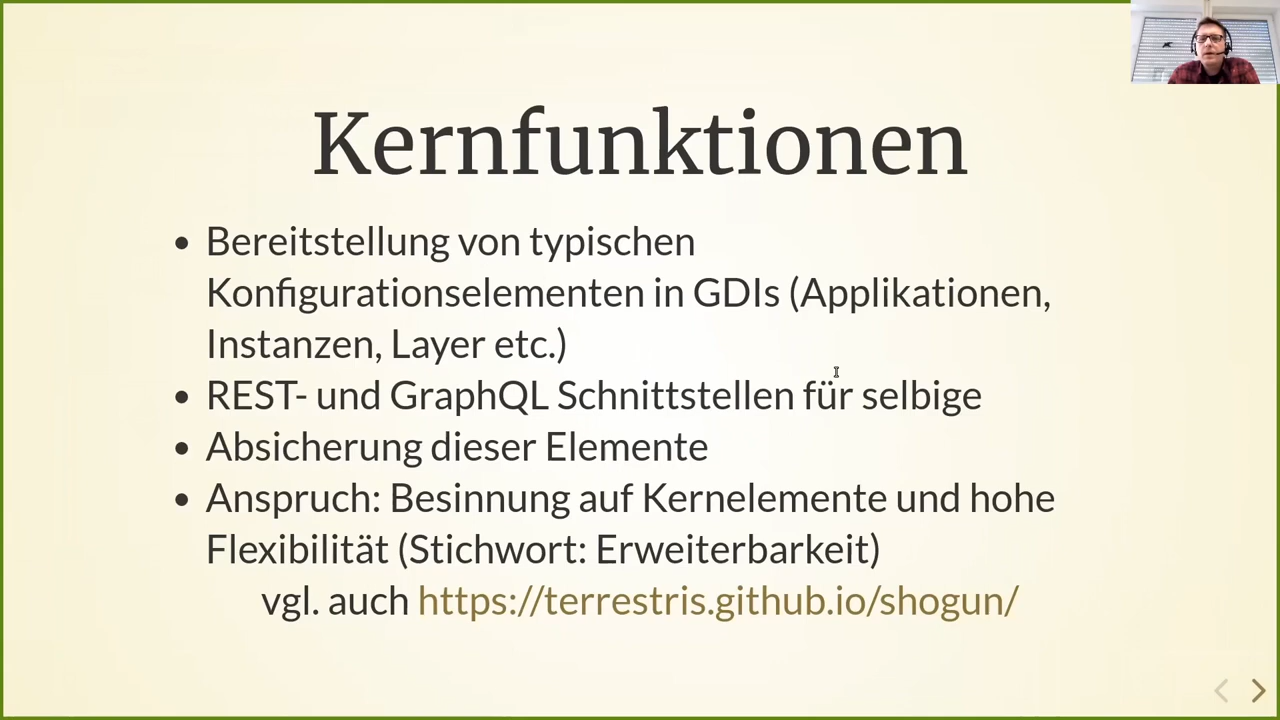 Kernfunktionen
• Bereitstellung von typischen
Konfigurationselementen in GDIs (Applikationen,
Instanzen, Layer etc.)
• REST- und GraphQL Schnittstellen für selbige
• Absicherung dieser Elemente
• Anspruch: Besinnung auf Kernelemente und hohe
Flexibilität (Stichwort: Erweiterbarkeit)
vgl. auch https://terrestris.github.io/shogun/